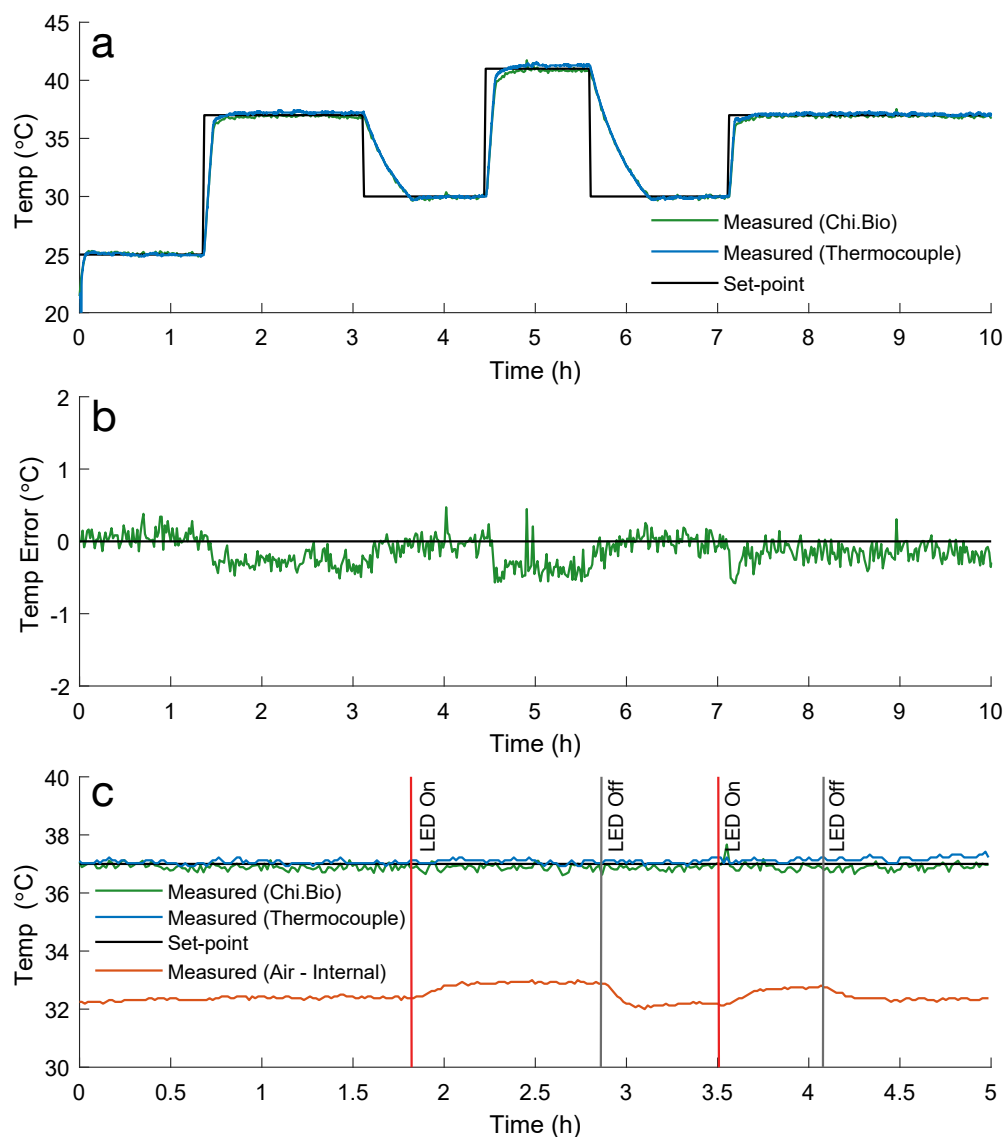 a
45
40
35
30
25
20
Temp (°C)
Measured (Chi.Bio)
Measured (Thermocouple)
Set-point
0 1 2 3 4 5 6 7 9 10
Time (h)
b
2
1
0
-1
-2
Temp Error (°C)
0 1 2 3 4 5 6 7 9 10
Time (h)
c
40
38
36
34
32
30
Temp (°C)
LED On
LED Off
LED On
LED Off
Measured (Chi.Bio)
Measured (Thermocouple)
Set-point
Measured (Air - Internal)
0 0.5 1 1.5 2 2.5 3 3.5 4 4.5 5
Time (h)